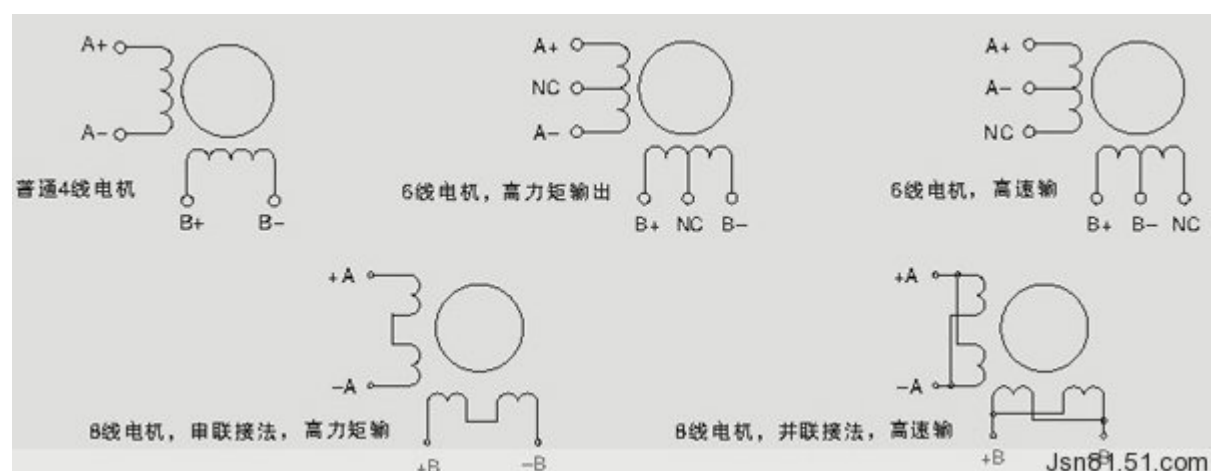 A+
A-
普通4线电机
B+ B-
A+
NC
A-
6线电机，高力矩输出
B+ NC B-
A+
A-
NC
6线电机，高速输
B+ B- NC
+A
-A
8线电机，串联接法，高力矩输
+B -B
+A
-A
8线电机，并联接法，高速输
+B -B
Jsn81.51.com